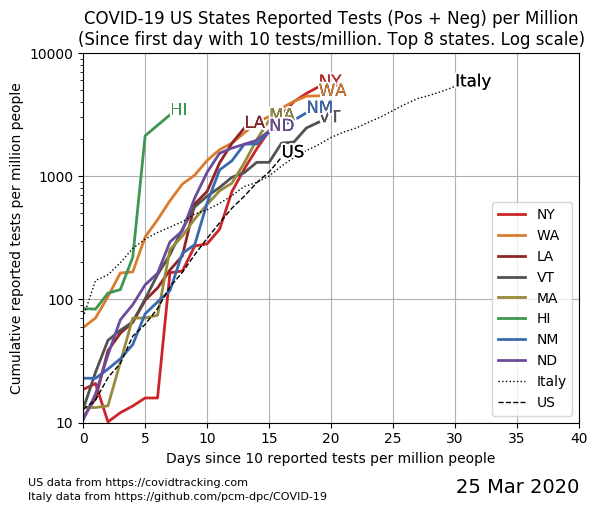 COVID-19 US States Reported Tests (Pos + Neg) per Million
(Since first day with 10 tests/million. Top 8 states. Log scale)
Cumulative reported tests per million people
10000
1000
100
10
NY
WA
Italy
HI
NM
MA
VT
LA
ND
US
NY
WA
LA
VT
MA
HI
NM
ND
Italy
US
0 5 10 15 20 25 30 35 40
Days since 10 reported tests per million people
US data from https://covidtracking.com
Italy data from https://github.com/pcm-dpc/COVID-19
25 Mar 2020